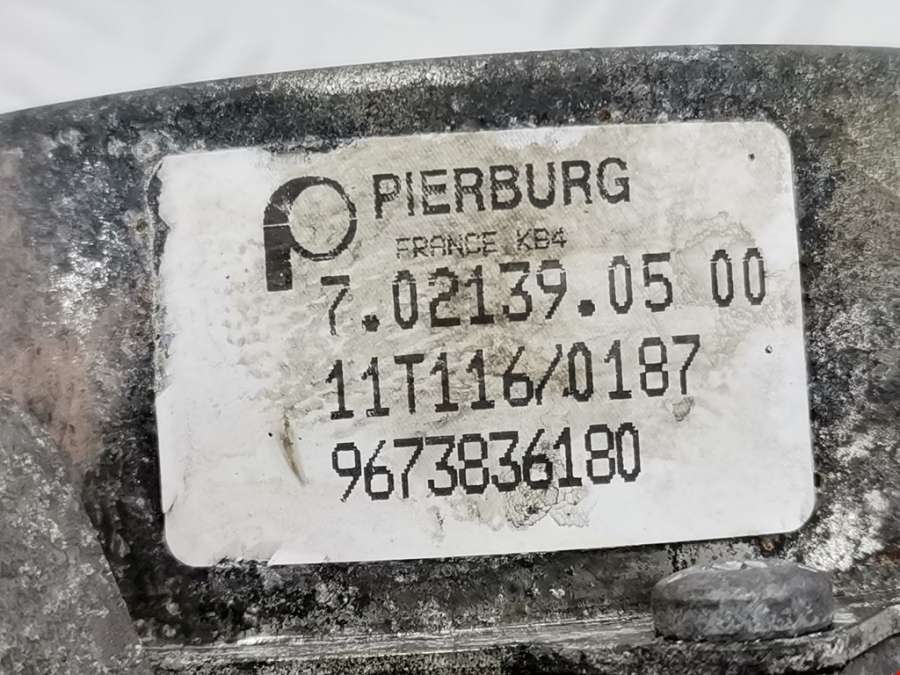 PIERBURG
FRANCE KB4
7.02139.05 00
11T116/0187
9673836180